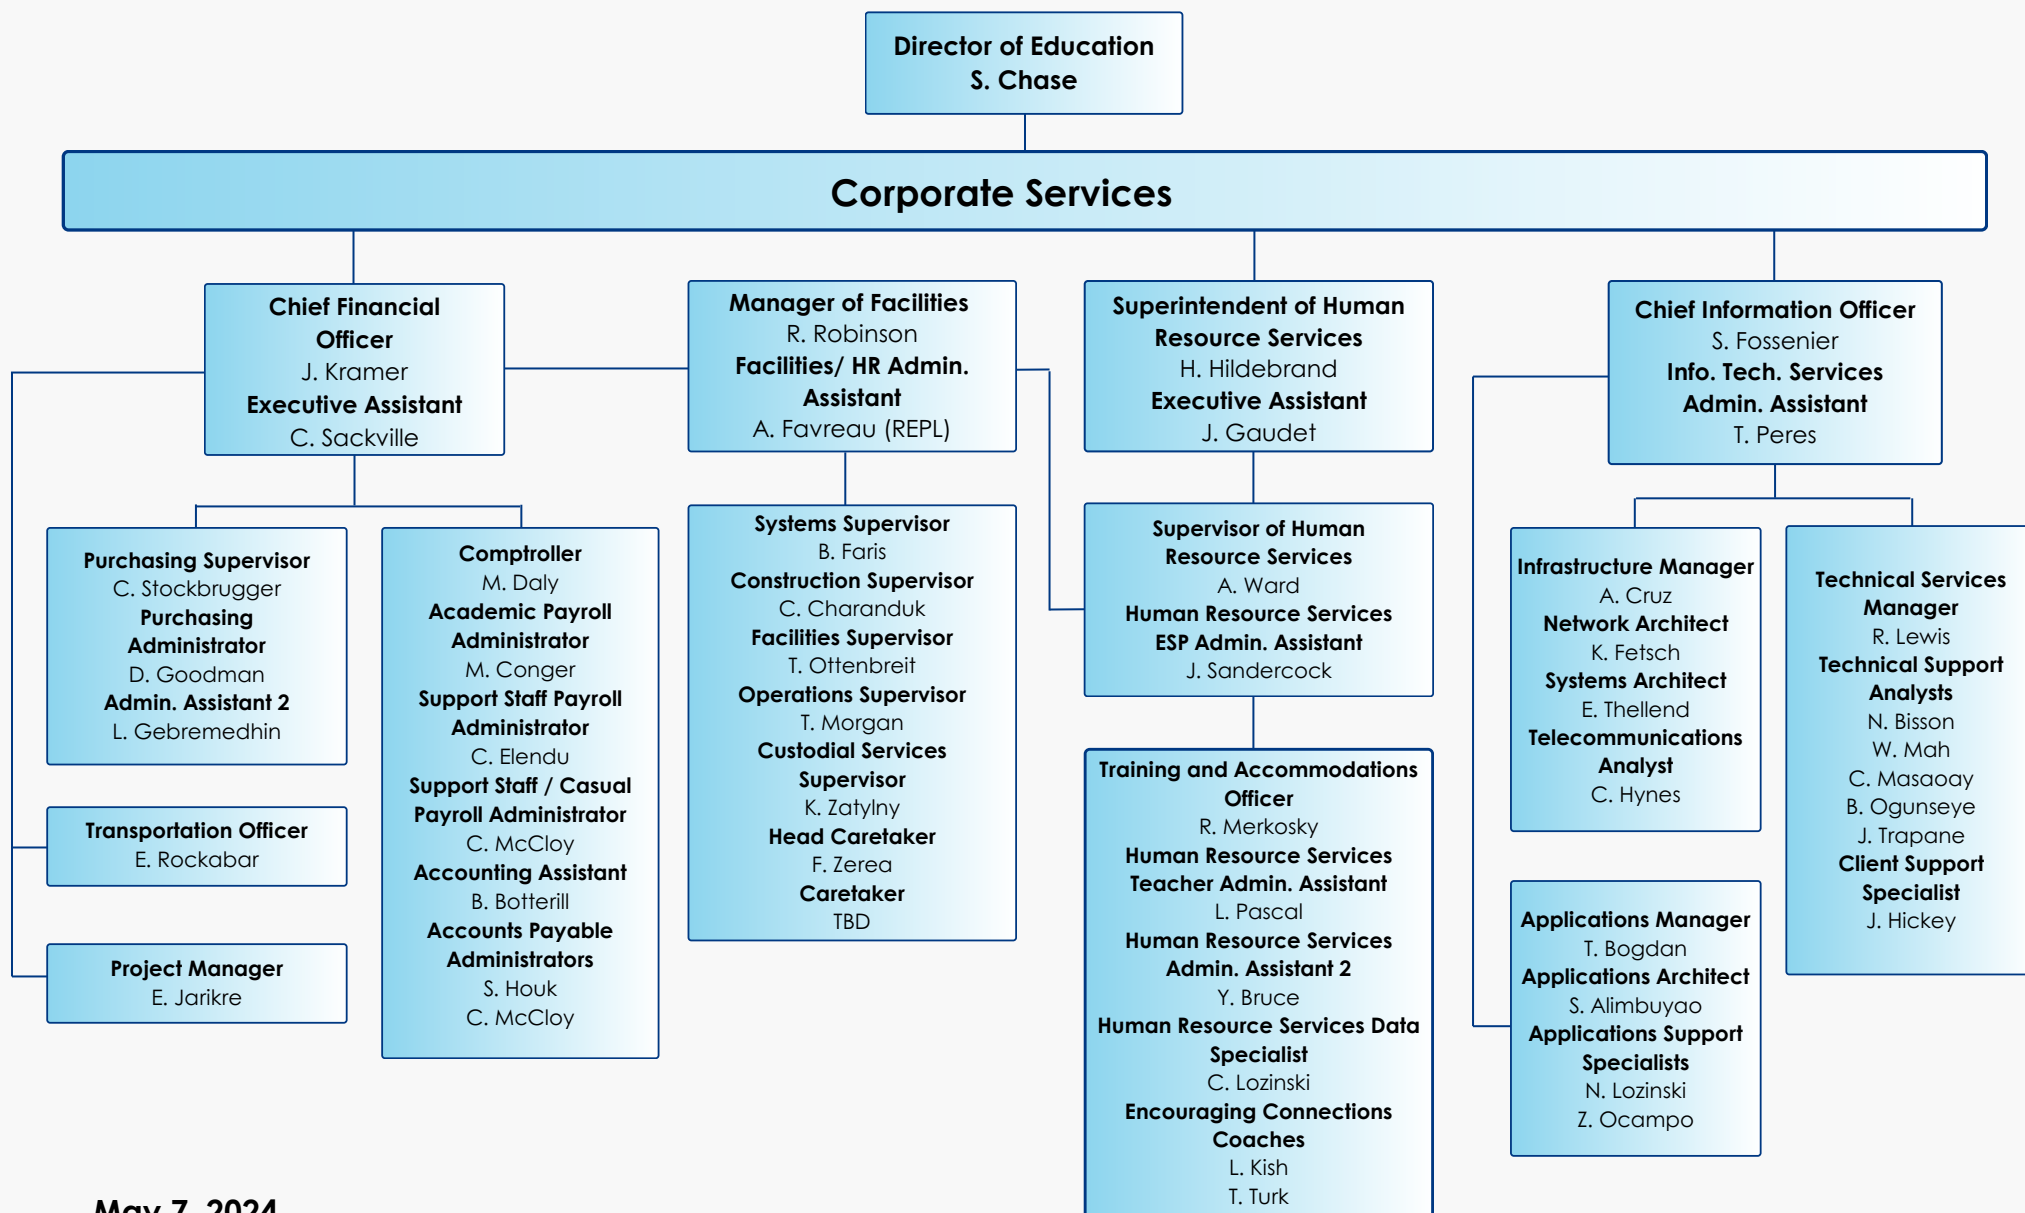 Director of Education
S. Chase
Corporate Services
Chief Financial
Officer
J. Kramer
Executive Assistant
C. Sackville
Manager of Facilities
R. Robinson
Facilities/ HR Admin.
Assistant
A. Favreau (REPL)
Superintendent of Human
Resource Services
H. Hildebrand
Executive Assistant
J. Gaudet
Chief Information Officer
S. Fossenier
Info. Tech. Services
Admin. Assistant
T. Peres
Purchasing Supervisor
C. Stockbrugger
Purchasing
Administrator
D. Goodman
Admin. Assistant 2
L. Gebremedhin
Transportation Officer
E. Rockabar
Project Manager
E. Jarikre
Comptroller
M. Daly
Academic Payroll
Administrator
M. Conger
Support Staff Payroll
Administrator
C. Elendu
Support Staff / Casual
Payroll Administrator
C. McCloy
Accounting Assistant
B. Botterill
Accounts Payable
Administrators
S. Houk
C. McCloy
Systems Supervisor
B. Faris
Construction Supervisor
C. Charanduk
Facilities Supervisor
T. Ottenbreit
Operations Supervisor
T. Morgan
Custodial Services
Supervisor
K. Zatylny
Head Caretaker
F. Zerea
Caretaker
TBD
Supervisor of Human
Resource Services
A. Ward
Human Resource Services
ESP Admin. Assistant
J. Sandercock
Training and Accommodations
Officer
R. Merkosky
Human Resource Services
Teacher Admin. Assistant
L. Pascal
Human Resource Services
Admin. Assistant 2
Y. Bruce
Human Resource Services Data
Specialist
C. Lozinski
Encouraging Connections
Coaches
L. Kish
T. Turk
Infrastructure Manager
A. Cruz
Network Architect
K. Fetsch
Systems Architect
E. Thellend
Telecommunications
Analyst
C. Hynes
Applications Manager
T. Bogdan
Applications Architect
S. Alimbuyao
Applications Support
Specialists
N. Lozinski
Z. Ocampo
Technical Services
Manager
R. Lewis
Technical Support
Analysts
N. Bisson
W. Mah
C. Masaoay
B. Ogunseye
J. Trapane
Client Support
Specialist
J. Hickey
May 7, 2024